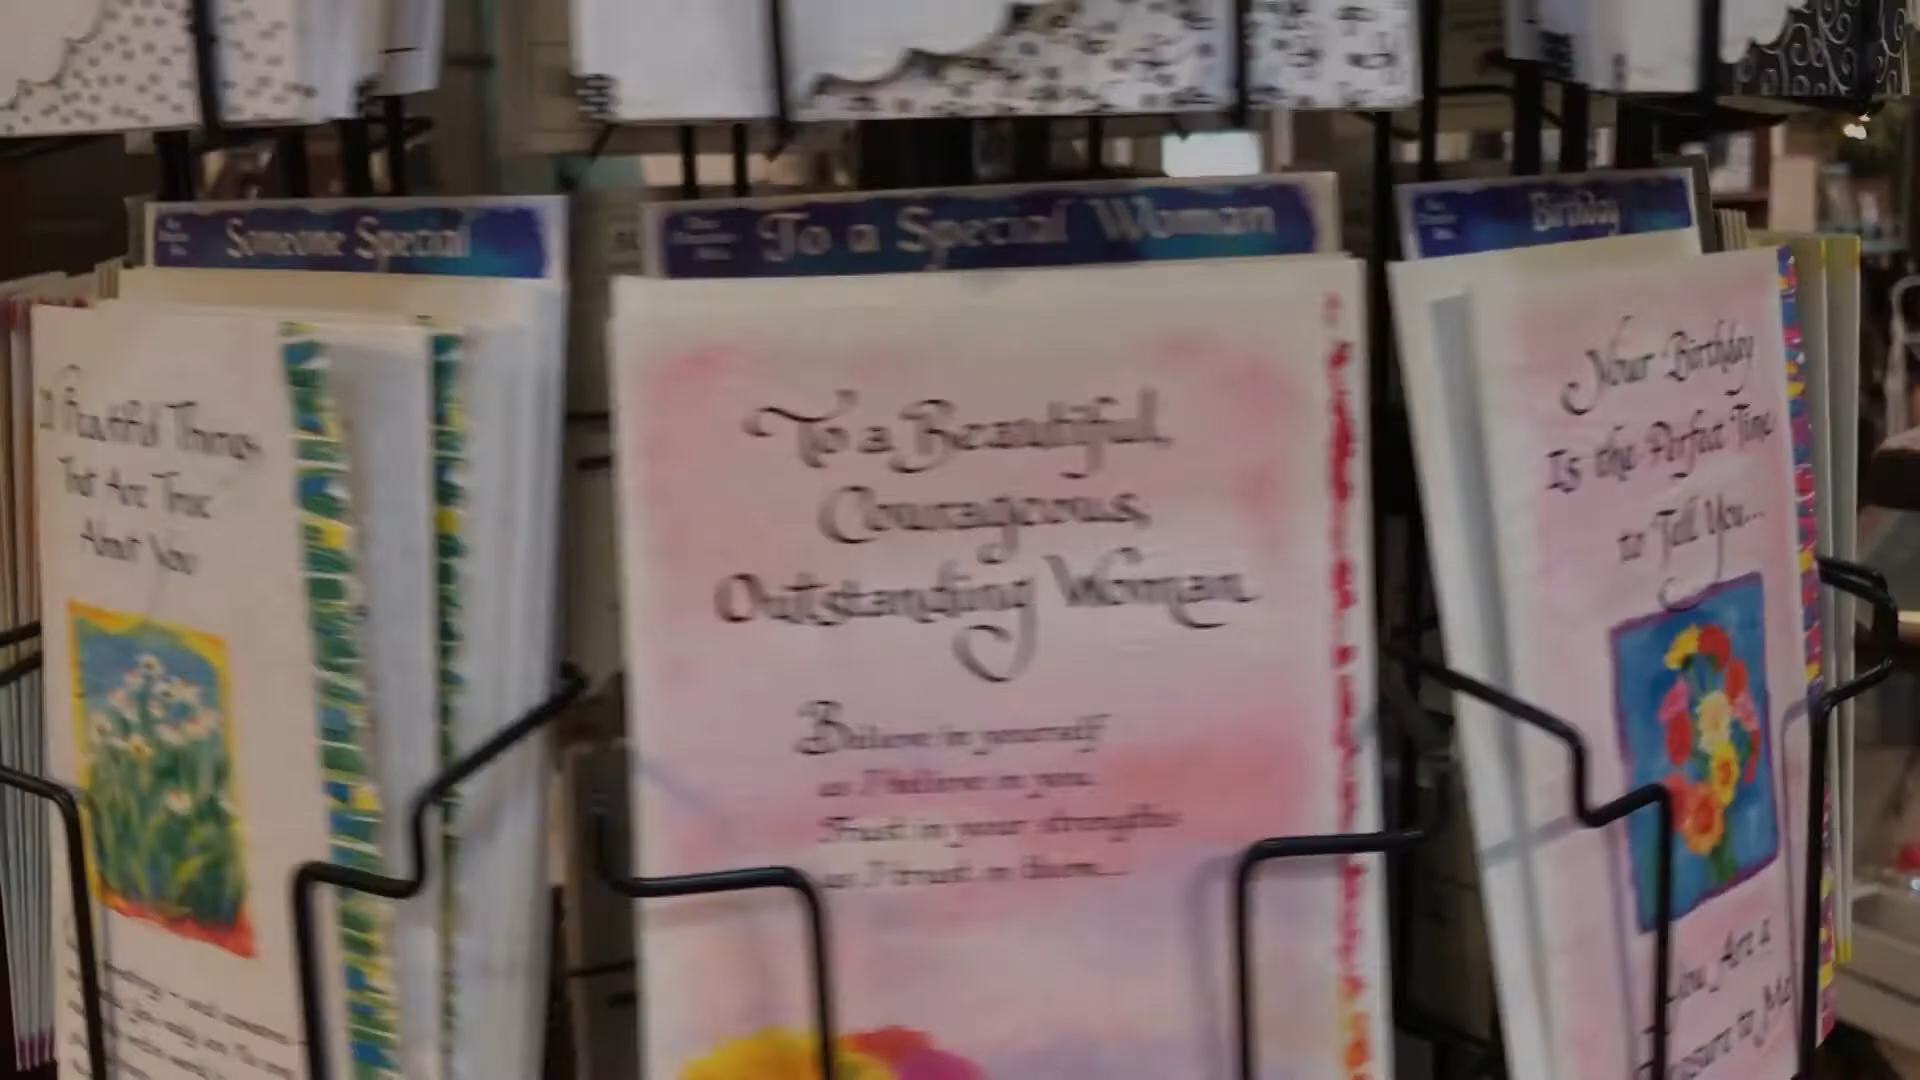 Someone Special
To a Special Woman
Birthday
Beautiful Things
That Are True
About You
To a Beautiful,
Courageous,
Outstanding Woman
Believe in yourself
as I believe in you.
Trust in your strengths
as I trust in them...
Your Birthday
Is the Perfect Time
to Tell You...
You Are a
to Me